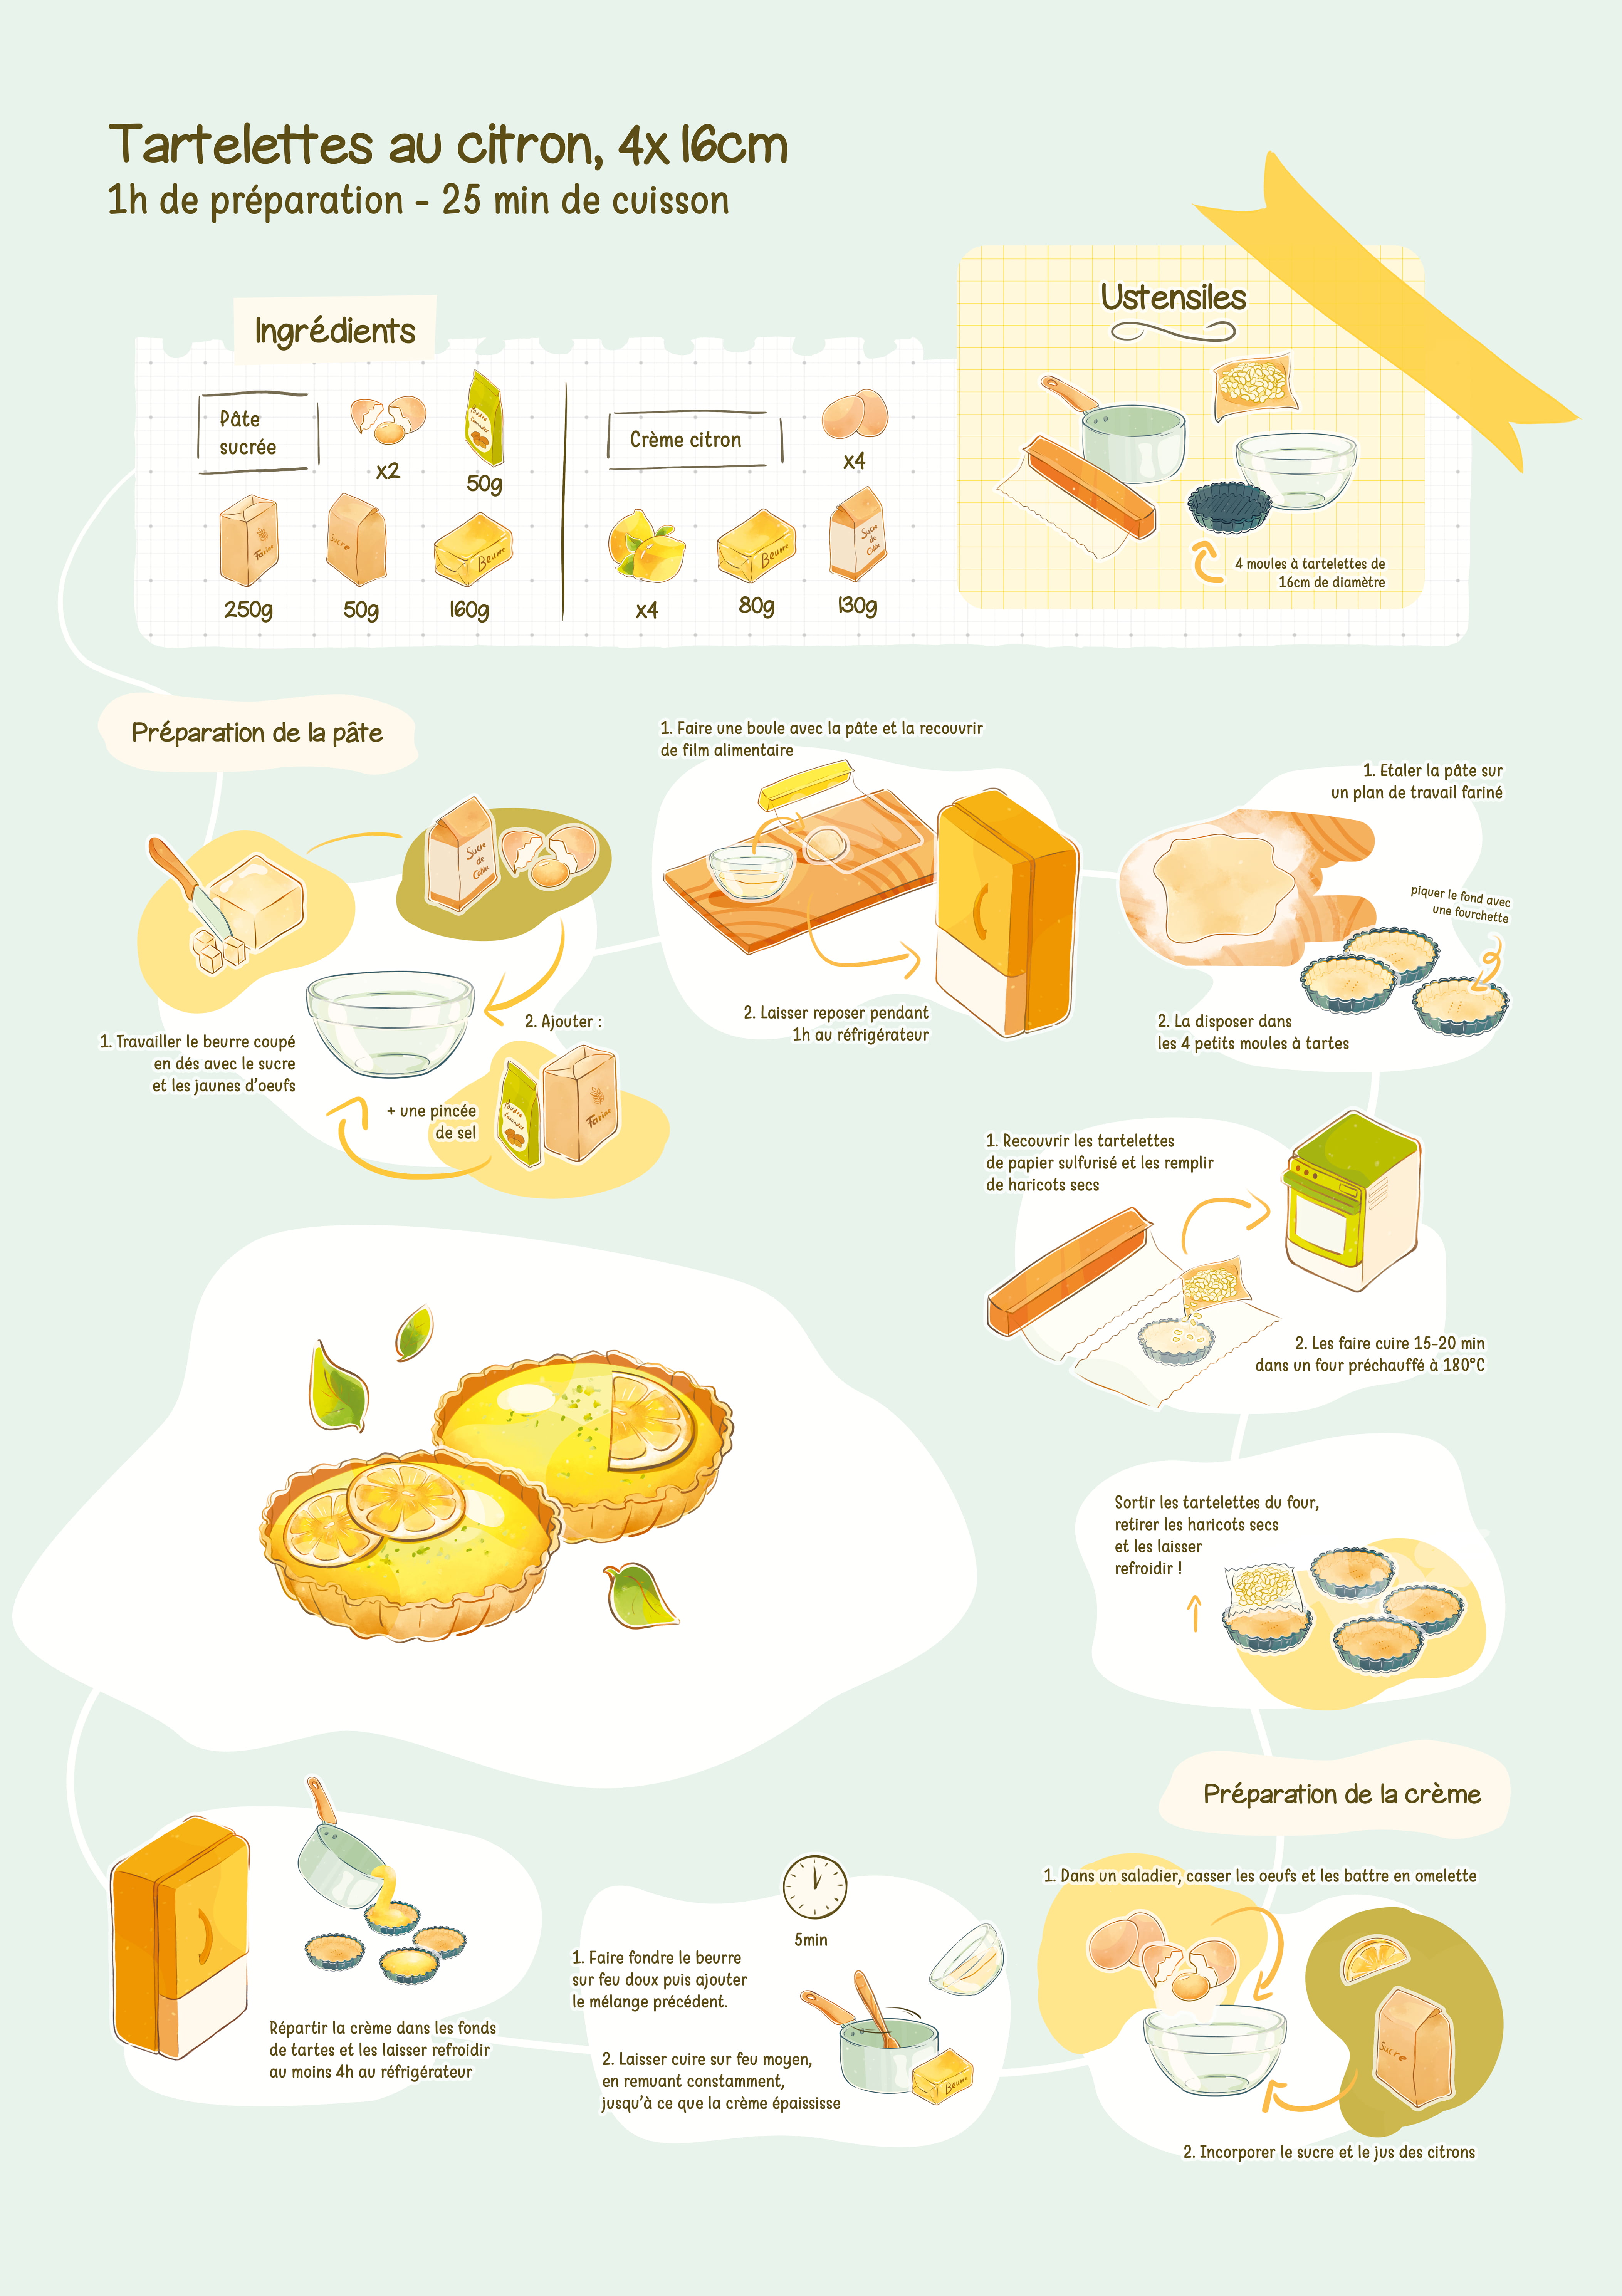 Tartelettes au citron, 4x 16cm
1h de préparation - 25 min de cuisson
Ingrédients
Pâte
sucrée
x2
50g
Farine
250g
Sucre
50g
Beurre
160g
Crème citron
x4
x4
Beurre
80g
Sucre
de
130g
Ustensiles
4 moules à tartelettes de
16cm de diamètre
Préparation de la pâte
Sucre
de
1. Travailler le beurre coupé
en dés avec le sucre
et les jaunes d'oeufs
2. Ajouter :
+ une pincée
de sel
Farine
1. Faire une boule avec la pâte et la recouvrir
de film alimentaire
2. Laisser reposer pendant
1h au réfrigérateur
1. Etaler la pâte sur
un plan de travail fariné
piquer le fond avec
une fourchette
2. La disposer dans
les 4 petits moules à tartes
1. Recouvrir les tartelettes
de papier sulfurisé et les remplir
de haricots secs
2. Les faire cuire 15-20 min
dans un four préchauffé à 180°C
Sortir les tartelettes du four,
retirer les haricots secs
et les laisser
refroidir !
Préparation de la crème
1. Dans un saladier, casser les oeufs et les battre en omelette
Sucre
2. Incorporer le sucre et le jus des citrons
5min
1. Faire fondre le beurre
sur feu doux puis ajouter
le mélange précédent.
2. Laisser cuire sur feu moyen,
en remuant constamment,
jusqu'à ce que la crème épaississe
Beurre
Répartir la crème dans les fonds
de tartes et les laisser refroidir
au moins 4h au réfrigérateur